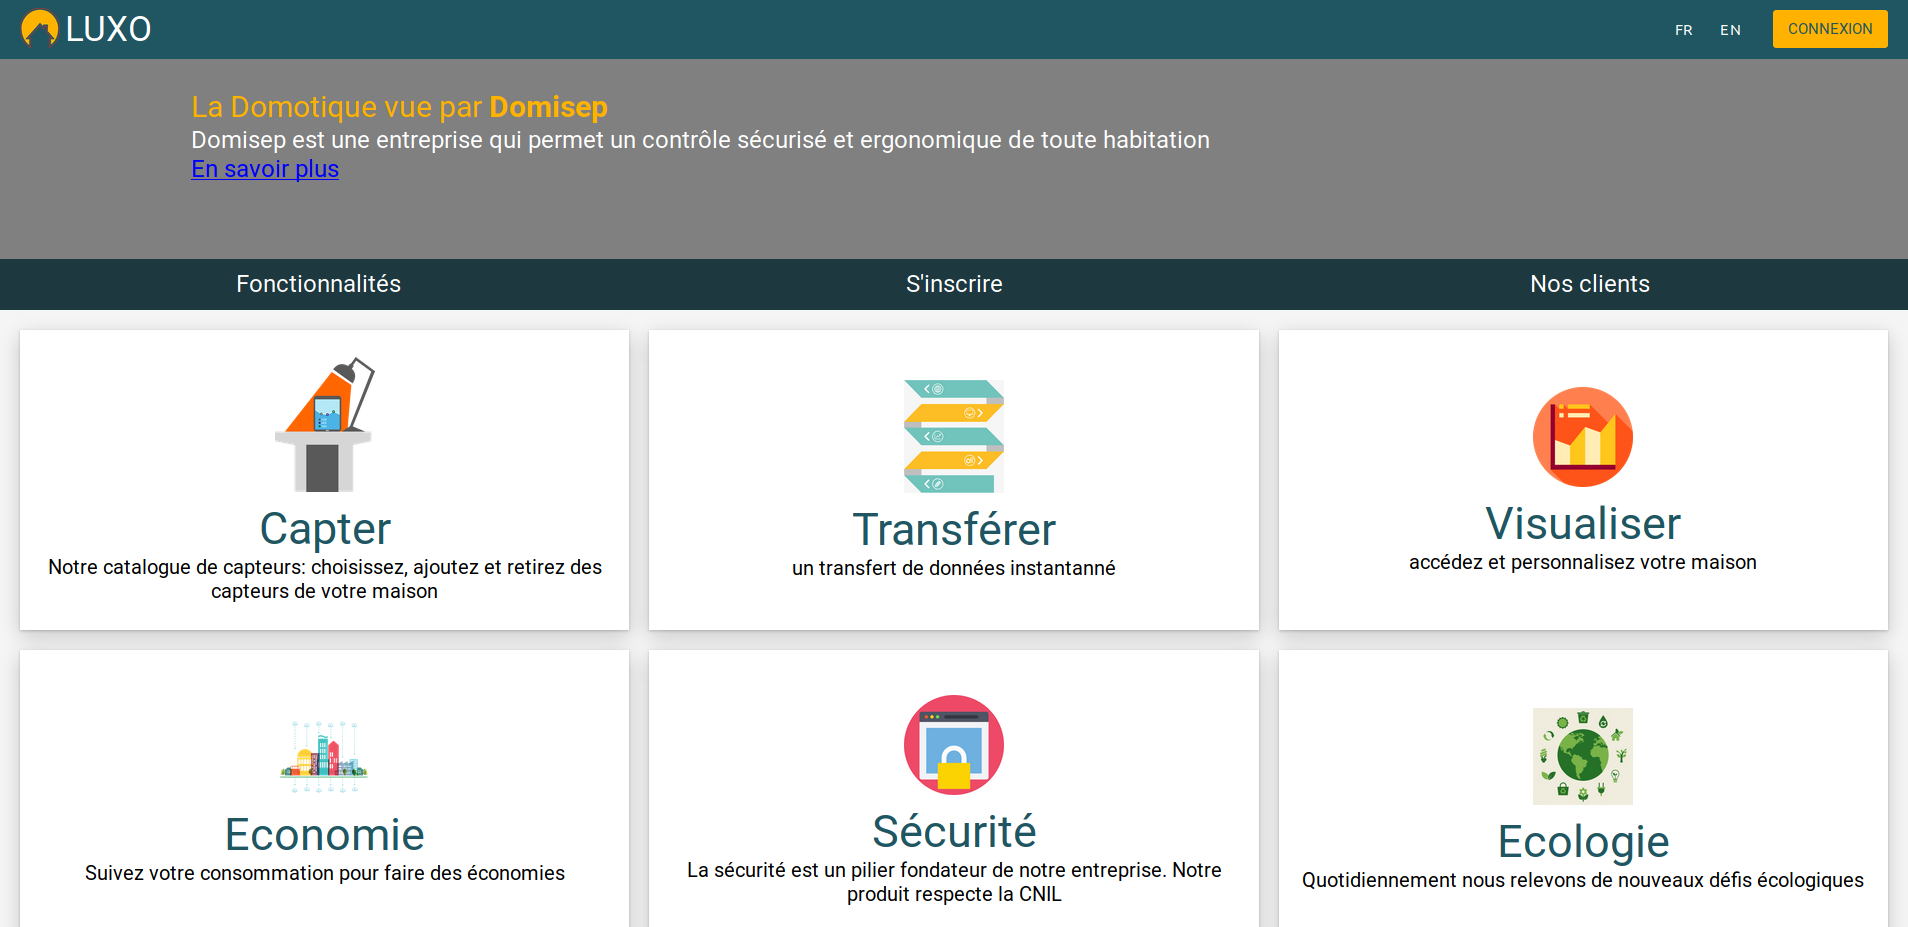 LUXO
FR
EN
CONNEXION
La Domotique vue par Domisep
Domisep est une entreprise qui permet un contrôle sécurisé et ergonomique de toute habitation
En savoir plus
Fonctionnalités
S'inscrire
Nos clients
Capter
Notre catalogue de capteurs: choisissez, ajoutez et retirez des
capteurs de votre maison
Transférer
un transfert de données instantanné
Visualiser
accédez et personnalisez votre maison
Economie
Suivez votre consommation pour faire des économies
Sécurité
La sécurité est un pilier fondateur de notre entreprise. Notre
produit respecte la CNIL
Ecologie
Quotidiennement nous relevons de nouveaux défis écologiques